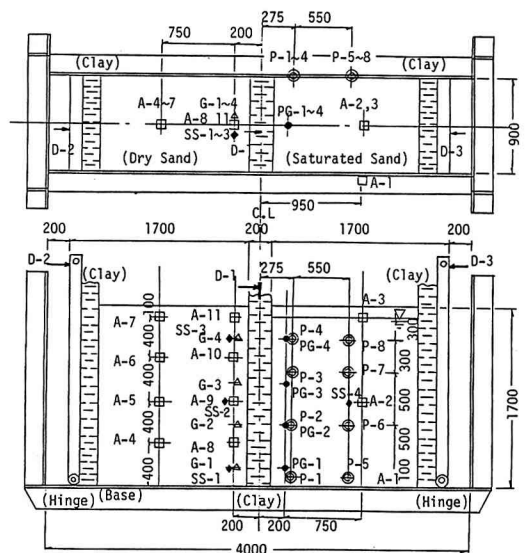 275 550
750 200
P-1~4 P-5~8
(Clay) (Clay)
A-4~7 G-1~4 A-2,3
A-8 11 PG-1~4
SS-1~3
D-2 D- D-3
(Dry Sand) (Saturated Sand)
900
A-1
950
C.L
200 1700 200 1700 200
275 550
D-2 D-3
(Clay) D-1 (Clay)
A-3
100
A-7 A-11
SS-3 P-4 300
400 G-4 PG-4 P-8
A-6 A-10 300
400 G-3 P-3 P-7
PG-3 SS-4
A-5 A-9 A-2 500 1700
SS-2 P-2
400 G-2 PG-2 P-6
A-4 A-8 500
400 G-1 PG-1 P-5
SS-1 P-1 100 A-1
(Hinge) (Base) (Clay) (Hinge)
200 200 750
4000